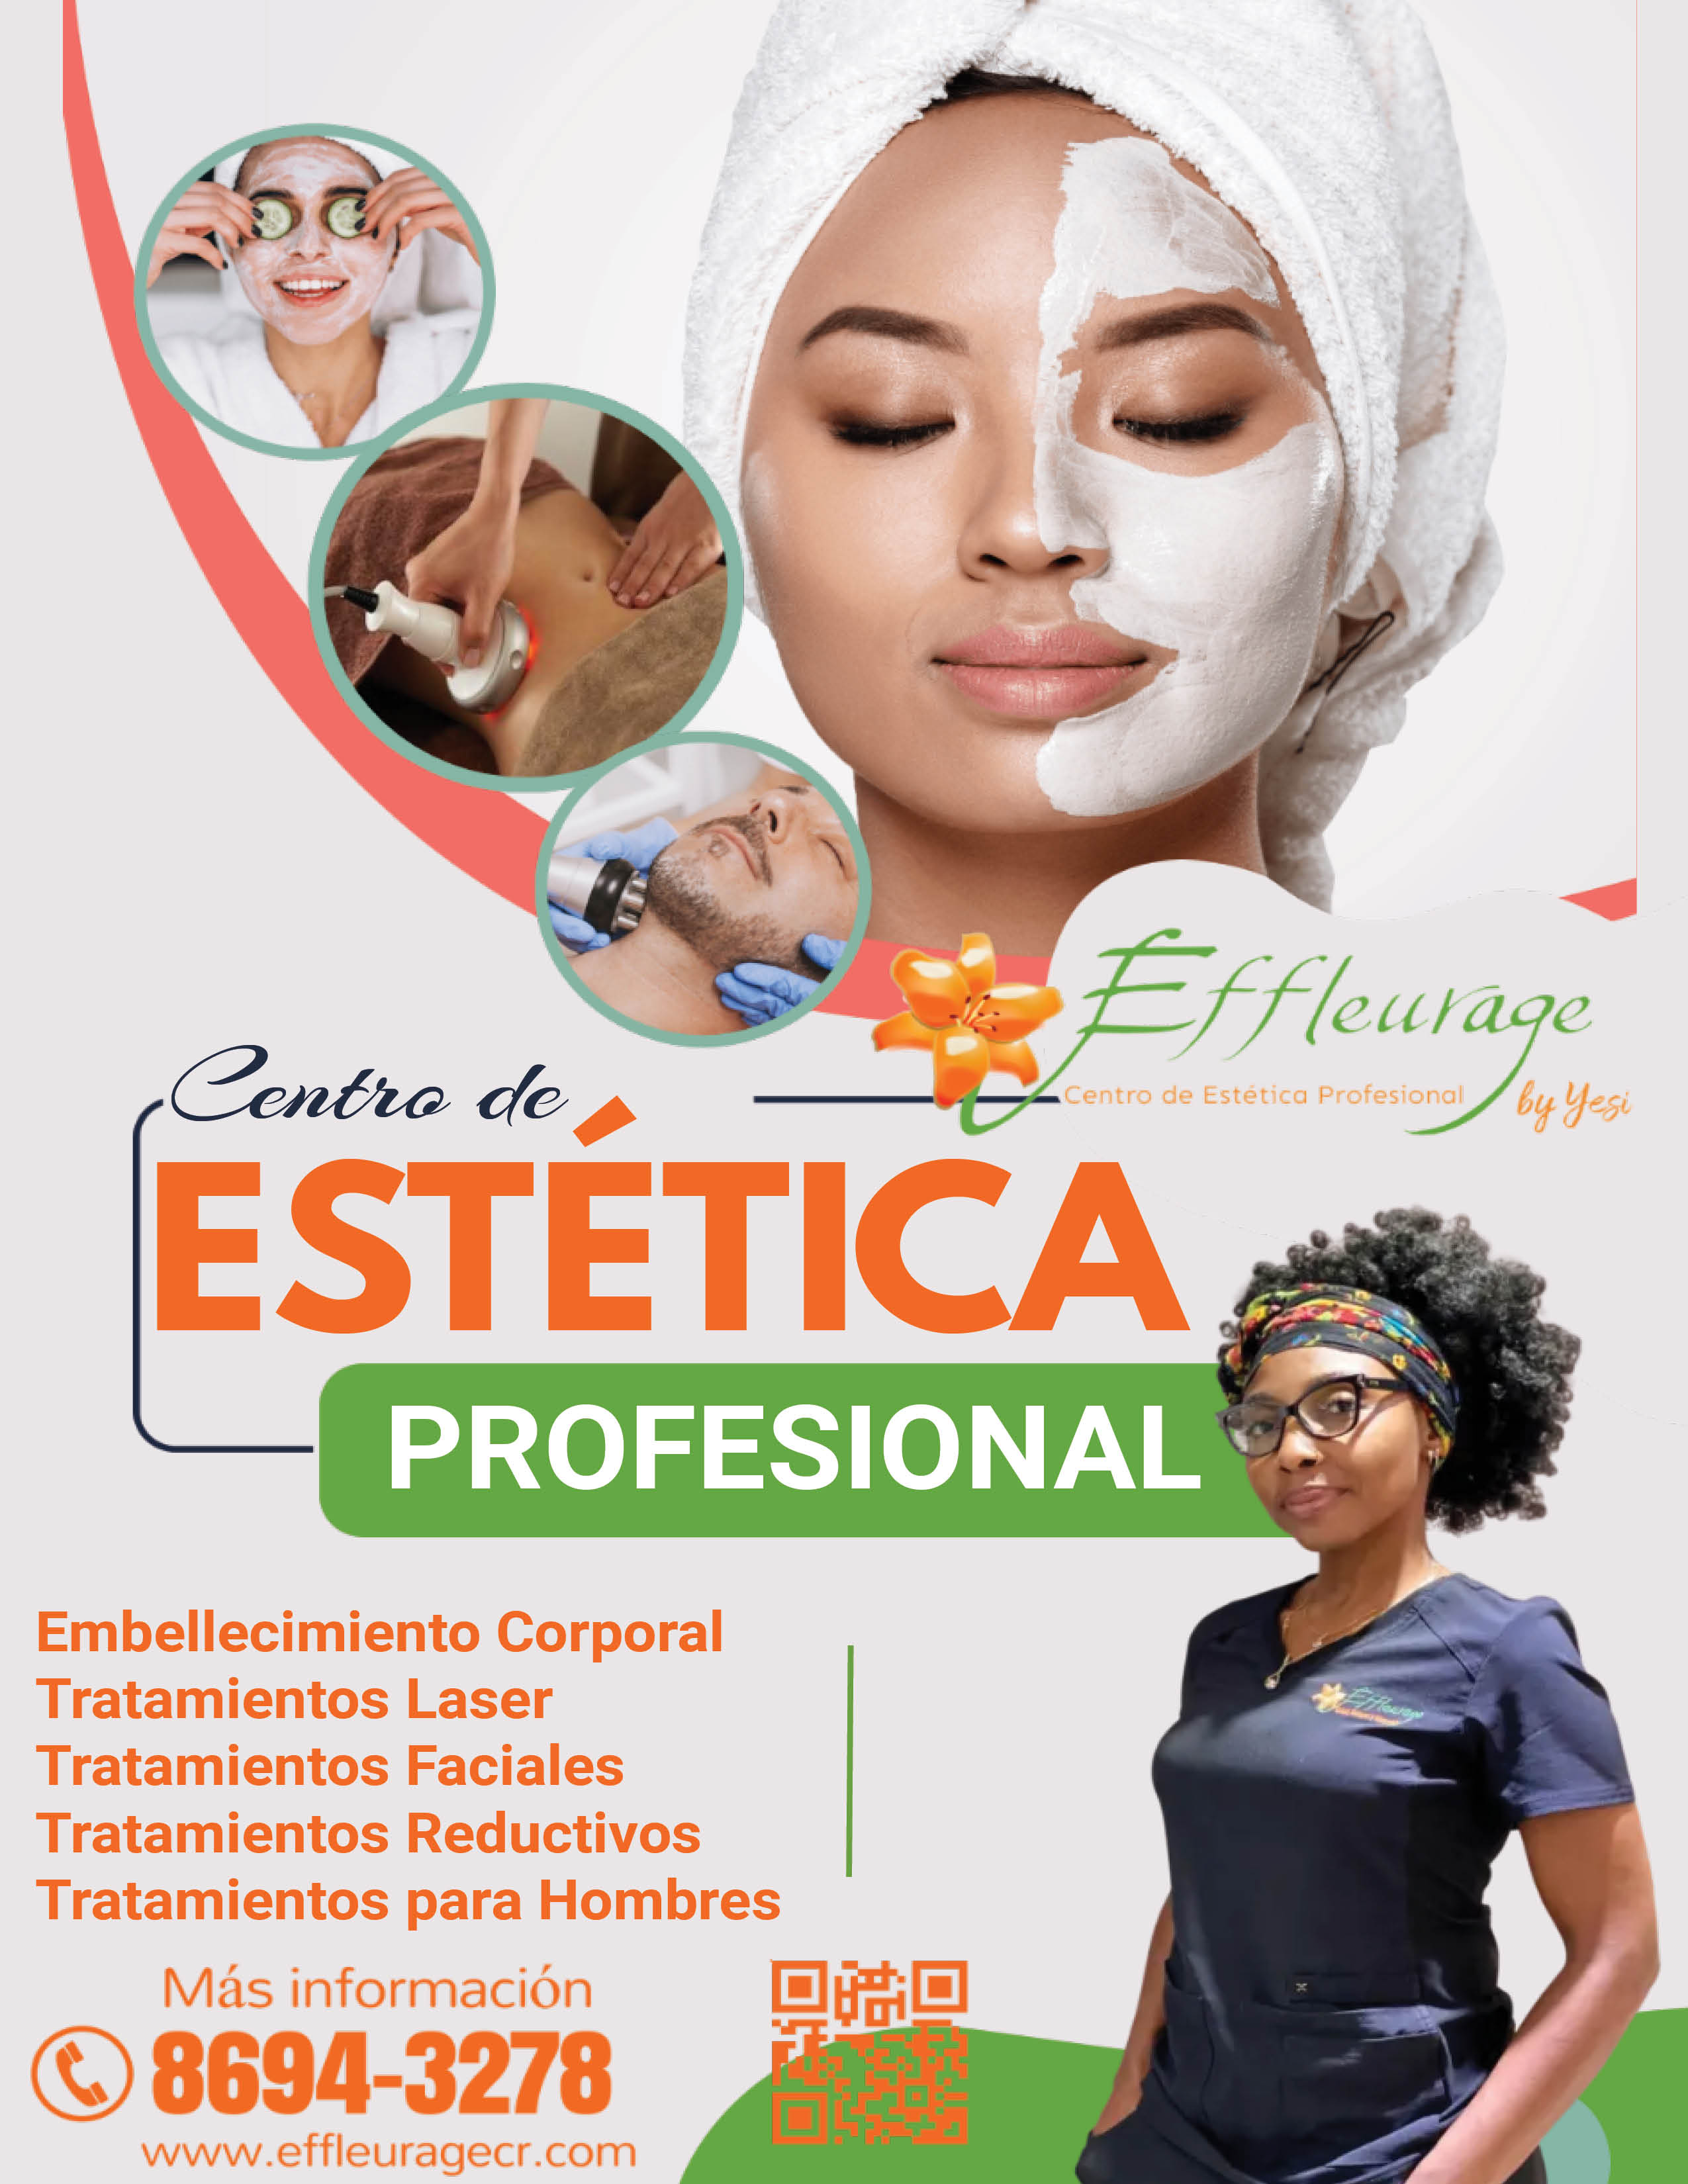 Effleurage
Centro de Estética Profesional
by Yesi
Centro de
ESTÉTICA
PROFESIONAL
Embellecimiento Corporal
Tratamientos Laser
Tratamientos Faciales
Tratamientos Reductivos
Tratamientos para Hombres
Effleurage
Más información
8694-3278
www.effleuragecr.com